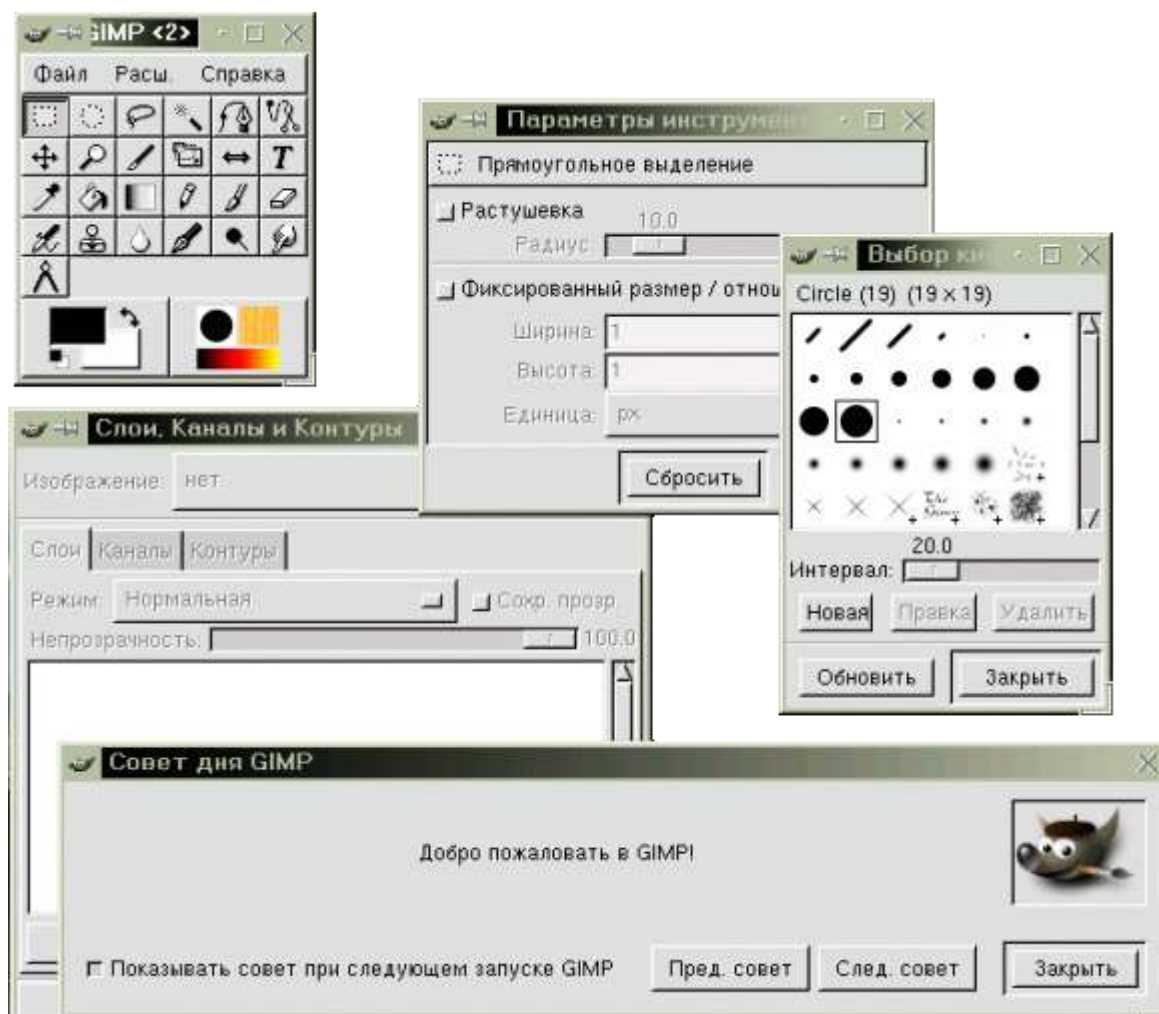 GIMP <2>
Файл Расш. Справка
T
Параметры инструмен
Прямоугольное выделение
Растушевка
10.0
Радиус:
Фиксированный размер / отнош
Ширина: 1
Высота: 1
Единица: px
Сбросить
Выбор ки
Circle (19) (19 × 19)
20.0
Интервал:
Новая Правка Удалить
Обновить Закрыть
Слои, Каналы и Контуры
Изображение: нет
Слои Каналы Контуры
Режим: Нормальная Сохр. прозр.
Непрозрачность: 100.0
Совет дня GIMP
Добро пожаловать в GIMP!
Показывать совет при следующем запуске GIMP Пред. совет След. совет Закрыть